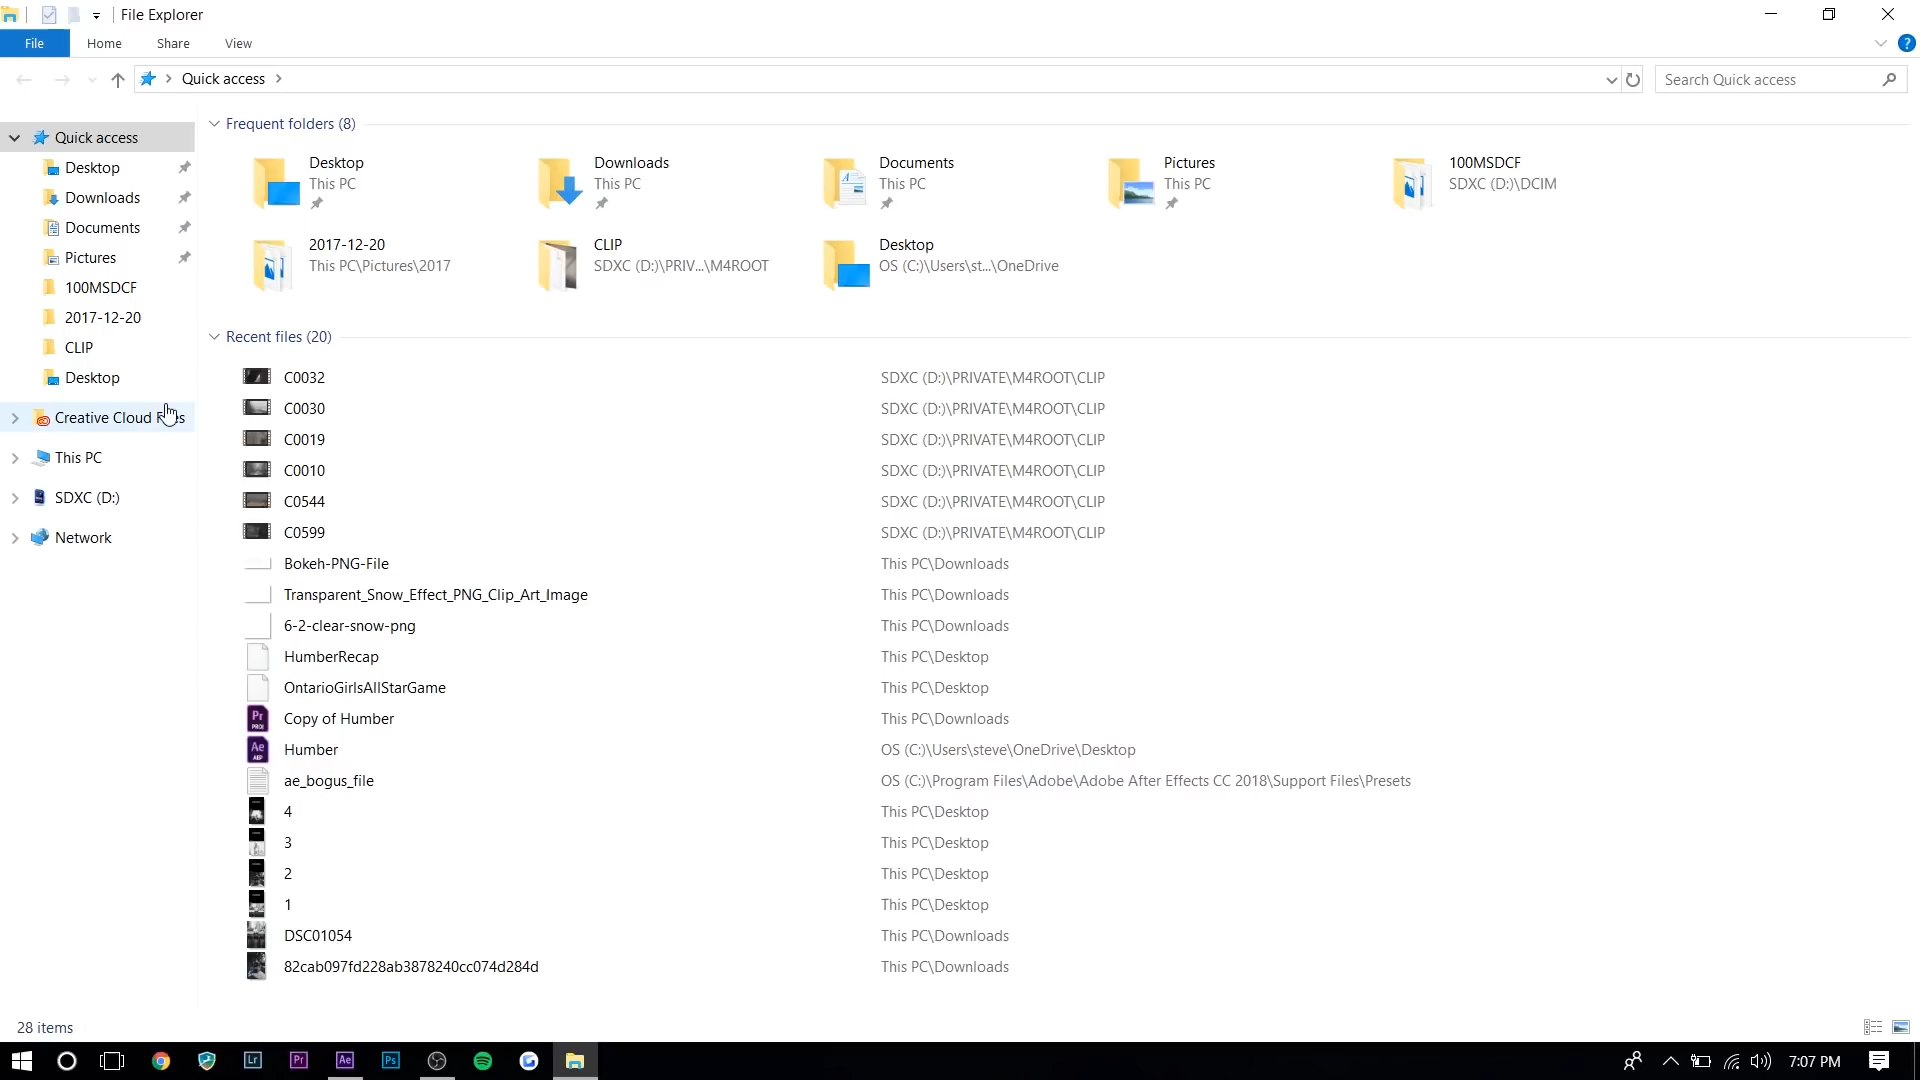 File Explorer
File Home Share View
Quick access
Search Quick access
Quick access
Desktop
Downloads
Documents
Pictures
100MSDCF
2017-12-20
CLIP
Desktop
Creative Cloud Files
This PC
SDXC (D:)
Network
Frequent folders (8)
Desktop
This PC
Downloads
This PC
Documents
This PC
Pictures
This PC
100MSDCF
SDXC (D:)\DCIM
2017-12-20
This PC\Pictures\2017
CLIP
SDXC (D:)\PRIV...\M4ROOT
Desktop
OS (C:)\Users\st...\OneDrive
Recent files (20)
C0032 SDXC (D:)\PRIVATE\M4ROOT\CLIP
C0030 SDXC (D:)\PRIVATE\M4ROOT\CLIP
C0019 SDXC (D:)\PRIVATE\M4ROOT\CLIP
C0010 SDXC (D:)\PRIVATE\M4ROOT\CLIP
C0544 SDXC (D:)\PRIVATE\M4ROOT\CLIP
C0599 SDXC (D:)\PRIVATE\M4ROOT\CLIP
Bokeh-PNG-File This PC\Downloads
Transparent_Snow_Effect_PNG_Clip_Art_Image This PC\Downloads
6-2-clear-snow-png This PC\Downloads
HumberRecap This PC\Desktop
OntarioGirlsAllStarGame This PC\Desktop
Pr PROJ Copy of Humber This PC\Downloads
Ae AEP Humber OS (C:)\Users\steve\OneDrive\Desktop
ae_bogus_file OS (C:)\Program Files\Adobe\Adobe After Effects CC 2018\Support Files\Presets
4 This PC\Desktop
3 This PC\Desktop
2 This PC\Desktop
1 This PC\Desktop
DSC01054 This PC\Downloads
82cab097fd228ab3878240cc074d284d This PC\Downloads
28 items
Lr Pr Ae Ps 7:07 PM